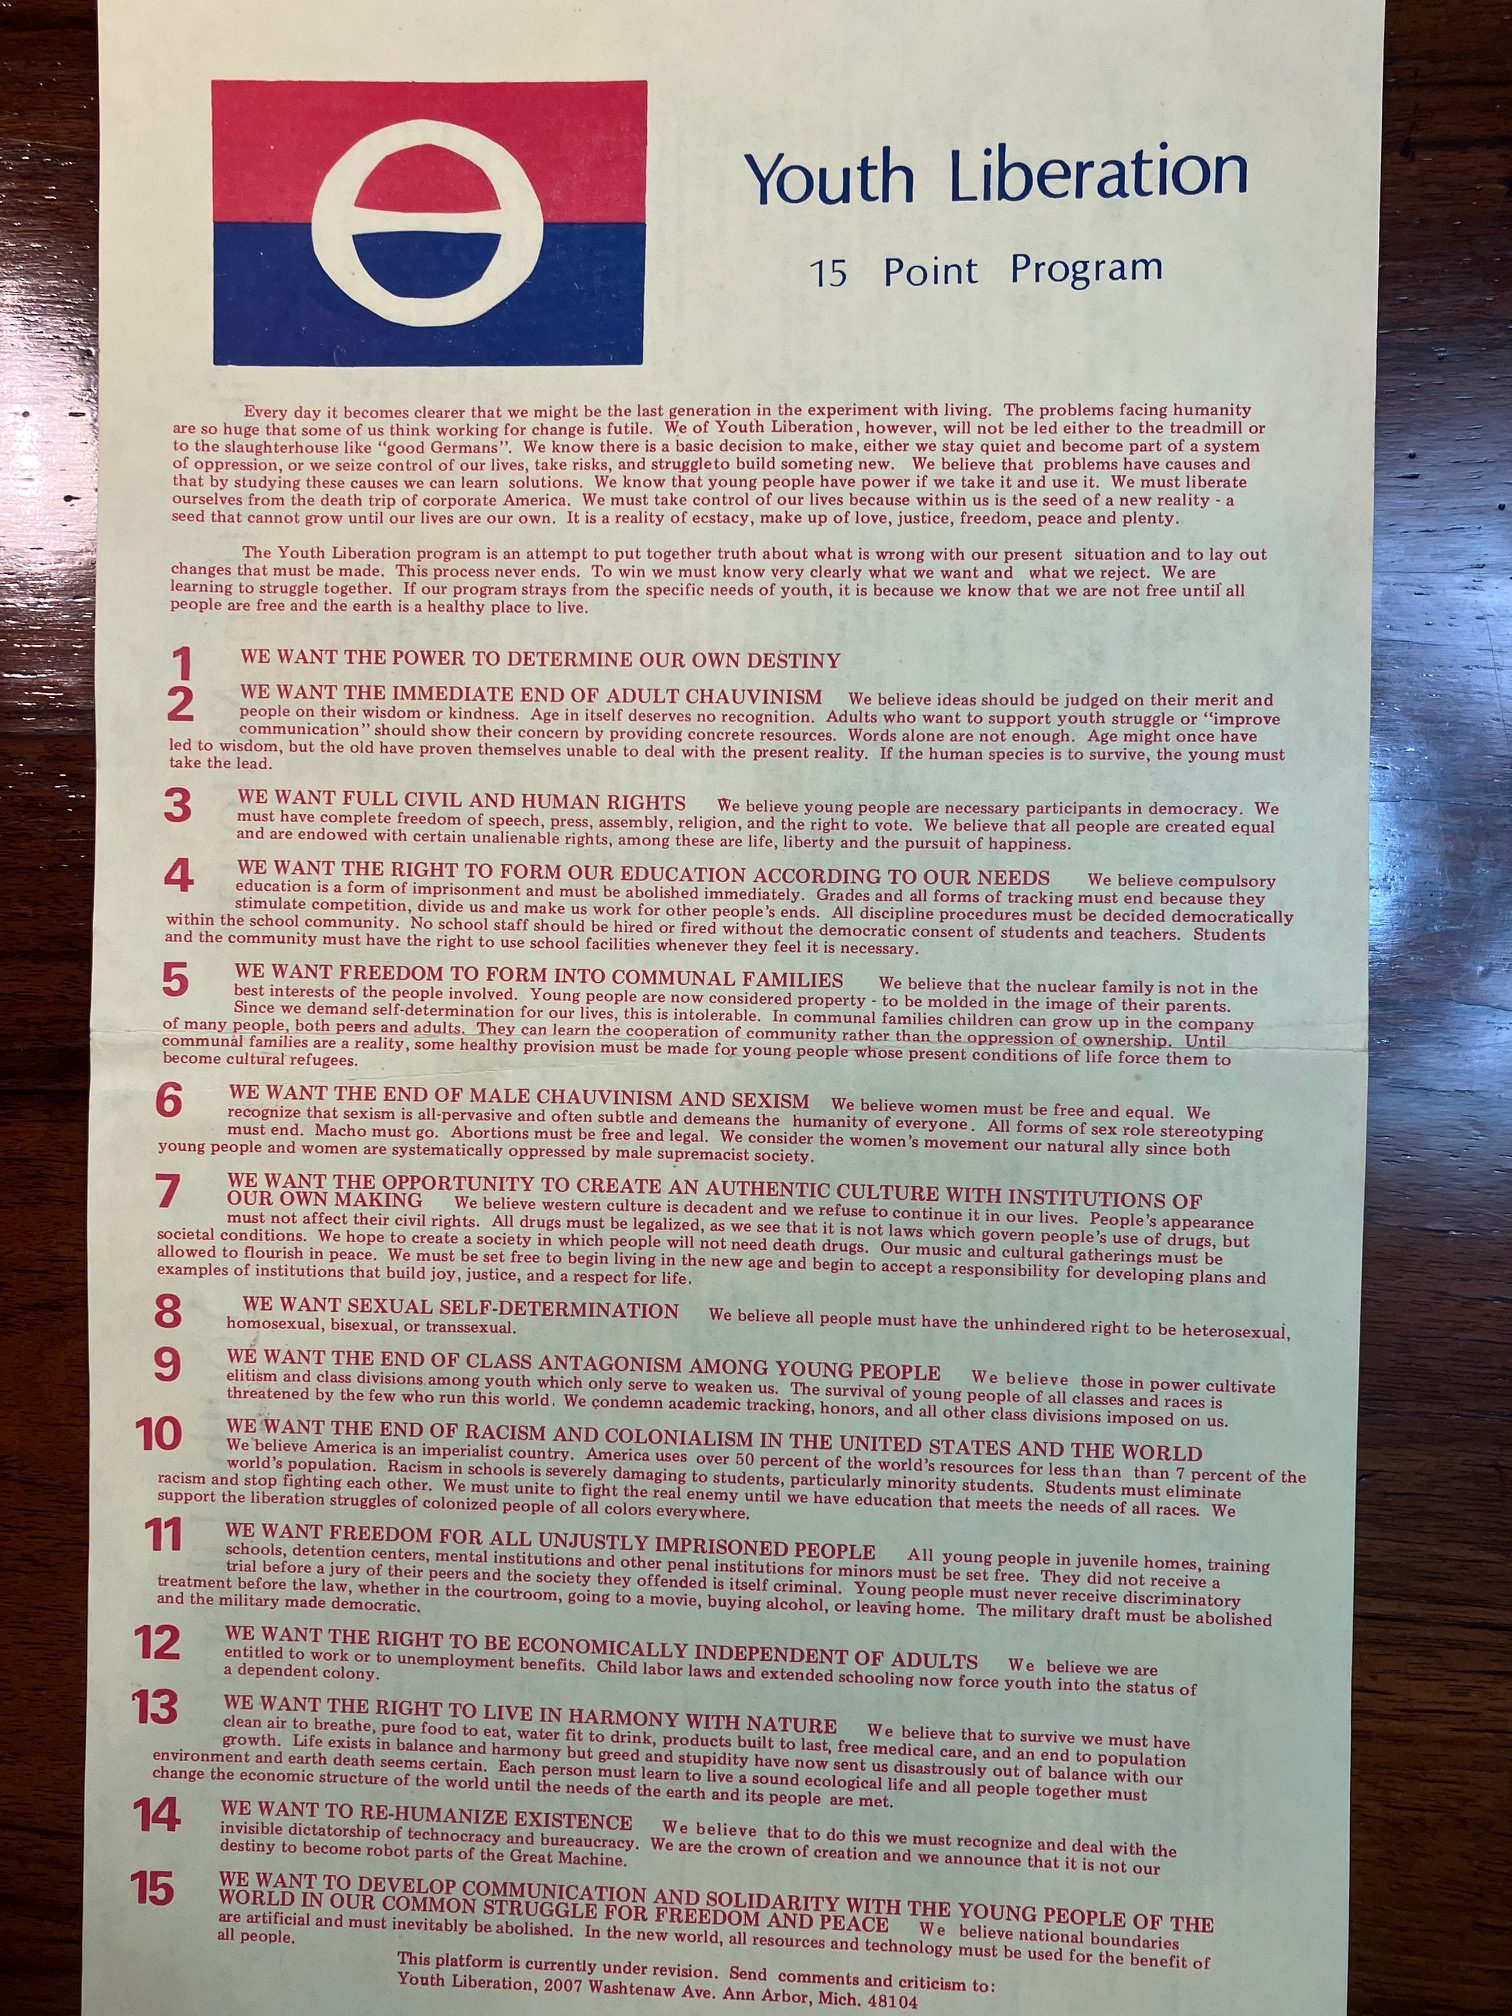 Youth Liberation
15 Point Program
Every day it becomes clearer that we might be the last generation in the experiment with living. The problems facing humanity
are so huge that some of us think working for change is futile. We of Youth Liberation, however, will not be led either to the treadmill or
to the slaughterhouse like "good Germans". We know there is a basic decision to make, either we stay quiet and become part of a system
of oppression, or we seize control of our lives, take risks, and struggleto build someting new. We believe that problems have causes and
that by studying these causes we can learn solutions. We know that young people have power if we take it and use it. We must liberate
ourselves from the death trip of corporate America. We must take control of our lives because within us is the seed of a new reality - a
seed that cannot grow until our lives are our own. It is a reality of ecstacy, make up of love, justice, freedom, peace and plenty.
The Youth Liberation program is an attempt to put together truth about what is wrong with our present situation and to lay out
changes that must be made. This process never ends. To win we must know very clearly what we want and what we reject. We are
learning to struggle together. If our program strays from the specific needs of youth, it is because we know that we are not free until all
people are free and the earth is a healthy place to live.
1 WE WANT THE POWER TO DETERMINE OUR OWN DESTINY
2 WE WANT THE IMMEDIATE END OF ADULT CHAUVINISM We believe ideas should be judged on their merit and
people on their wisdom or kindness. Age in itself deserves no recognition. Adults who want to support youth struggle or "improve
communication" should show their concern by providing concrete resources. Words alone are not enough. Age might once have
led to wisdom, but the old have proven themselves unable to deal with the present reality. If the human species is to survive, the young must
take the lead.
3 WE WANT FULL CIVIL AND HUMAN RIGHTS We believe young people are necessary participants in democracy. We
must have complete freedom of speech, press, assembly, religion, and the right to vote. We believe that all people are created equal
and are endowed with certain unalienable rights, among these are life, liberty and the pursuit of happiness.
4 WE WANT THE RIGHT TO FORM OUR EDUCATION ACCORDING TO OUR NEEDS We believe compulsory
education is a form of imprisonment and must be abolished immediately. Grades and all forms of tracking must end because they
stimulate competition, divide us and make us work for other people's ends. All discipline procedures must be decided democratically
within the school community. No school staff should be hired or fired without the democratic consent of students and teachers. Students
and the community must have the right to use school facilities whenever they feel it is necessary.
5 WE WANT FREEDOM TO FORM INTO COMMUNAL FAMILIES We believe that the nuclear family is not in the
best interests of the people involved. Young people are now considered property - to be molded in the image of their parents.
Since we demand self-determination for our lives, this is intolerable. In communal families children can grow up in the company
of many people, both peers and adults. They can learn the cooperation of community rather than the oppression of ownership. Until
communal families are a reality, some healthy provision must be made for young people whose present conditions of life force them to
become cultural refugees.
6 WE WANT THE END OF MALE CHAUVINISM AND SEXISM We believe women must be free and equal. We
recognize that sexism is all-pervasive and often subtle and demeans the humanity of everyone. All forms of sex role stereotyping
must end. Macho must go. Abortions must be free and legal. We consider the women's movement our natural ally since both
young people and women are systematically oppressed by male supremacist society.
7 WE WANT THE OPPORTUNITY TO CREATE AN AUTHENTIC CULTURE WITH INSTITUTIONS OF
OUR OWN MAKING We believe western culture is decadent and we refuse to continue it in our lives. People's appearance
must not affect their civil rights. All drugs must be legalized, as we see that it is not laws which govern people's use of drugs, but
societal conditions. We hope to create a society in which people will not need death drugs. Our music and cultural gatherings must be
allowed to flourish in peace. We must be set free to begin living in the new age and begin to accept a responsibility for developing plans and
examples of institutions that build joy, justice, and a respect for life.
8 WE WANT SEXUAL SELF-DETERMINATION We believe all people must have the unhindered right to be heterosexual,
homosexual, bisexual, or transsexual.
9 WE WANT THE END OF CLASS ANTAGONISM AMONG YOUNG PEOPLE We believe those in power cultivate
elitism and class divisions among youth which only serve to weaken us. The survival of young people of all classes and races is
threatened by the few who run this world. We condemn academic tracking, honors, and all other class divisions imposed on us.
10 WE WANT THE END OF RACISM AND COLONIALISM IN THE UNITED STATES AND THE WORLD
We believe America is an imperialist country. America uses over 50 percent of the world's resources for less than than 7 percent of the
world's population. Racism in schools is severely damaging to students, particularly minority students. Students must eliminate
racism and stop fighting each other. We must unite to fight the real enemy until we have education that meets the needs of all races. We
support the liberation struggles of colonized people of all colors everywhere.
11 WE WANT FREEDOM FOR ALL UNJUSTLY IMPRISONED PEOPLE All young people in juvenile homes, training
schools, detention centers, mental institutions and other penal institutions for minors must be set free. They did not receive a
trial before a jury of their peers and the society they offended is itself criminal. Young people must never receive discriminatory
treatment before the law, whether in the courtroom, going to a movie, buying alcohol, or leaving home. The military draft must be abolished
and the military made democratic.
12 WE WANT THE RIGHT TO BE ECONOMICALLY INDEPENDENT OF ADULTS We believe we are
entitled to work or to unemployment benefits. Child labor laws and extended schooling now force youth into the status of
a dependent colony.
13 WE WANT THE RIGHT TO LIVE IN HARMONY WITH NATURE We believe that to survive we must have
clean air to breathe, pure food to eat, water fit to drink, products built to last, free medical care, and an end to population
growth. Life exists in balance and harmony but greed and stupidity have now sent us disastrously out of balance with our
environment and earth death seems certain. Each person must learn to live a sound ecological life and all people together must
change the economic structure of the world until the needs of the earth and its people are met.
14 WE WANT TO RE-HUMANIZE EXISTENCE We believe that to do this we must recognize and deal with the
invisible dictatorship of technocracy and bureaucracy. We are the crown of creation and we announce that it is not our
destiny to become robot parts of the Great Machine.
15 WE WANT TO DEVELOP COMMUNICATION AND SOLIDARITY WITH THE YOUNG PEOPLE OF THE
WORLD IN OUR COMMON STRUGGLE FOR FREEDOM AND PEACE We believe national boundaries
are artificial and must inevitably be abolished. In the new world, all resources and technology must be used for the benefit of
all people.
This platform is currently under revision. Send comments and criticism to:
Youth Liberation, 2007 Washtenaw Ave. Ann Arbor, Mich. 48104